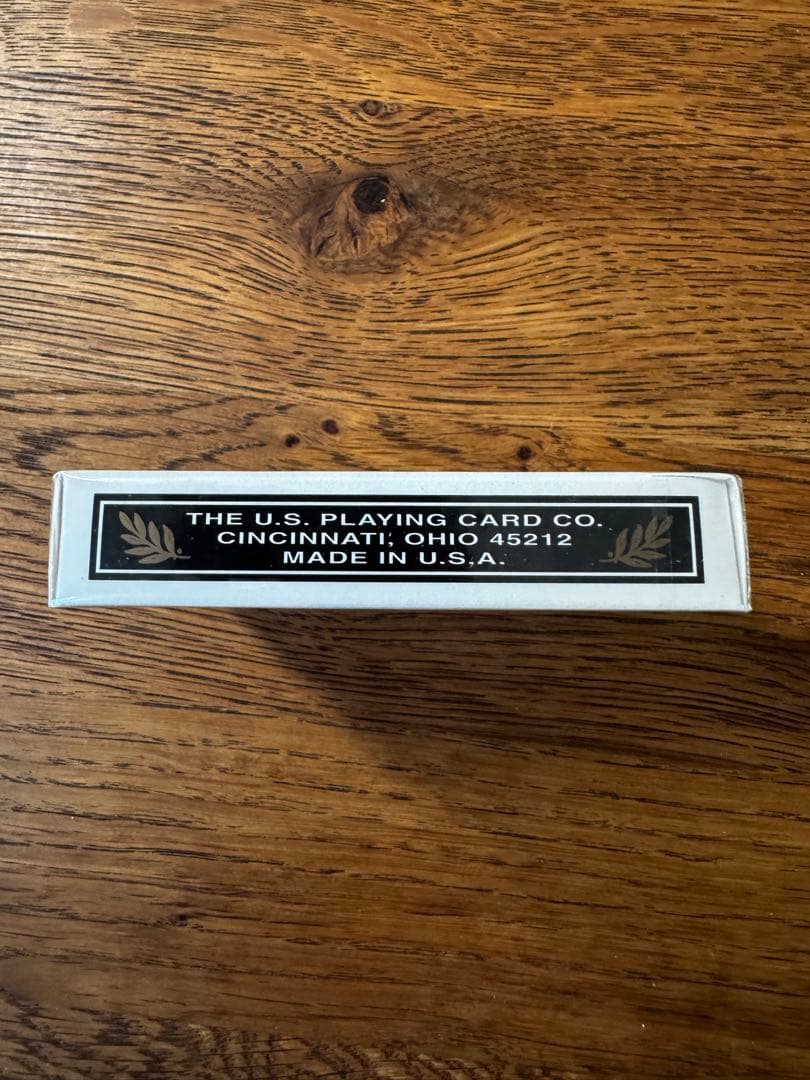 THE U.S. PLAYING CARD CO.
CINCINNATI, OHIO 45212
MADE IN U.S.A.